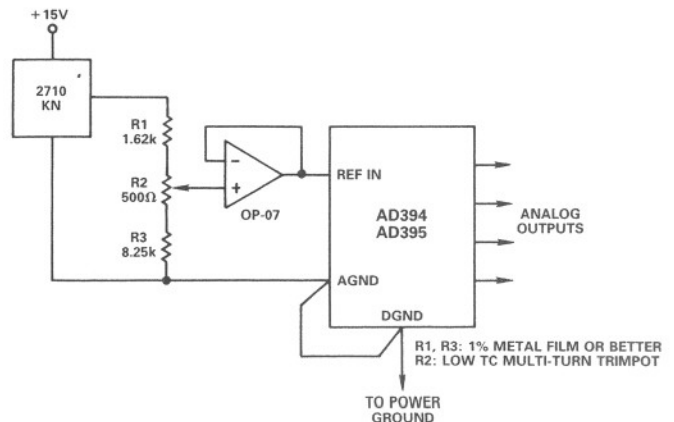 +15V
2710
KN
R1
1.62k
R2
500Ω
R3
8.25k
−
+
OP-07
REF IN
AD394
AD395
ANALOG
OUTPUTS
AGND
DGND
R1, R3: 1% METAL FILM OR BETTER
R2: LOW TC MULTI-TURN TRIMPOT
TO POWER
GROUND